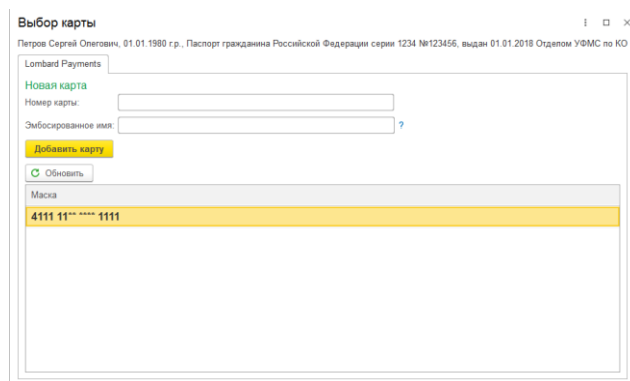 Выбор карты
Петров Сергей Олегович, 01.01.1980 г.р., Паспорт гражданина Российской Федерации серии 1234 №123456, выдан 01.01.2018 Отделом УФМС по КО
Lombard Payments
Новая карта
Номер карты:
Эмбосированное имя: ?
Добавить карту
Обновить
Маска
4111 11** **** 1111